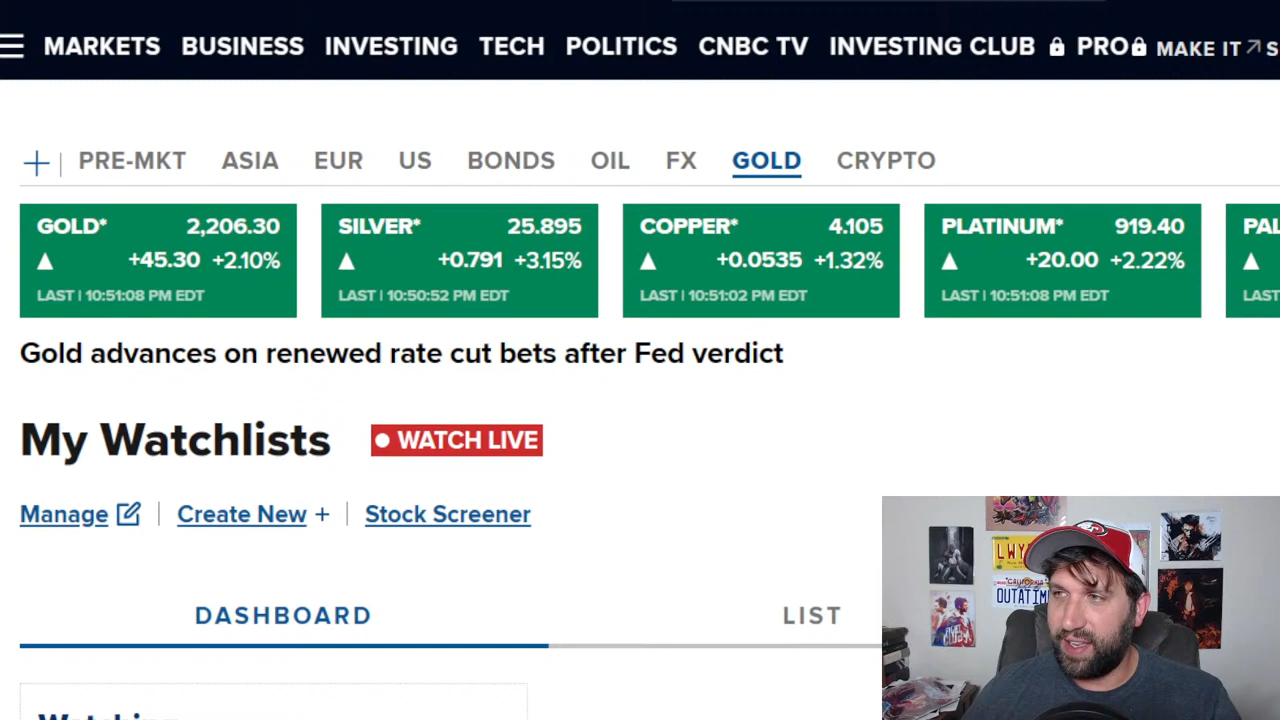 MARKETS BUSINESS INVESTING TECH POLITICS CNBC TV INVESTING CLUB PRO MAKE IT S
PRE-MKT ASIA EUR US BONDS OIL FX GOLD CRYPTO
GOLD* 2,206.30 SILVER* 25.895 COPPER* 4.105 PLATINUM* 919.40 PAL
▲ +45.30 +2.10% ▲ +0.791 +3.15% ▲ +0.0535 +1.32% ▲ +20.00 +2.22% ▲
LAST | 10:51:08 PM EDT LAST | 10:50:52 PM EDT LAST | 10:51:02 PM EDT LAST | 10:51:08 PM EDT LAST
Gold advances on renewed rate cut bets after Fed verdict
My Watchlists WATCH LIVE
Manage | Create New + | Stock Screener
LWY
CALIFORNIA
OUTATIM
DASHBOARD LIST
Watching